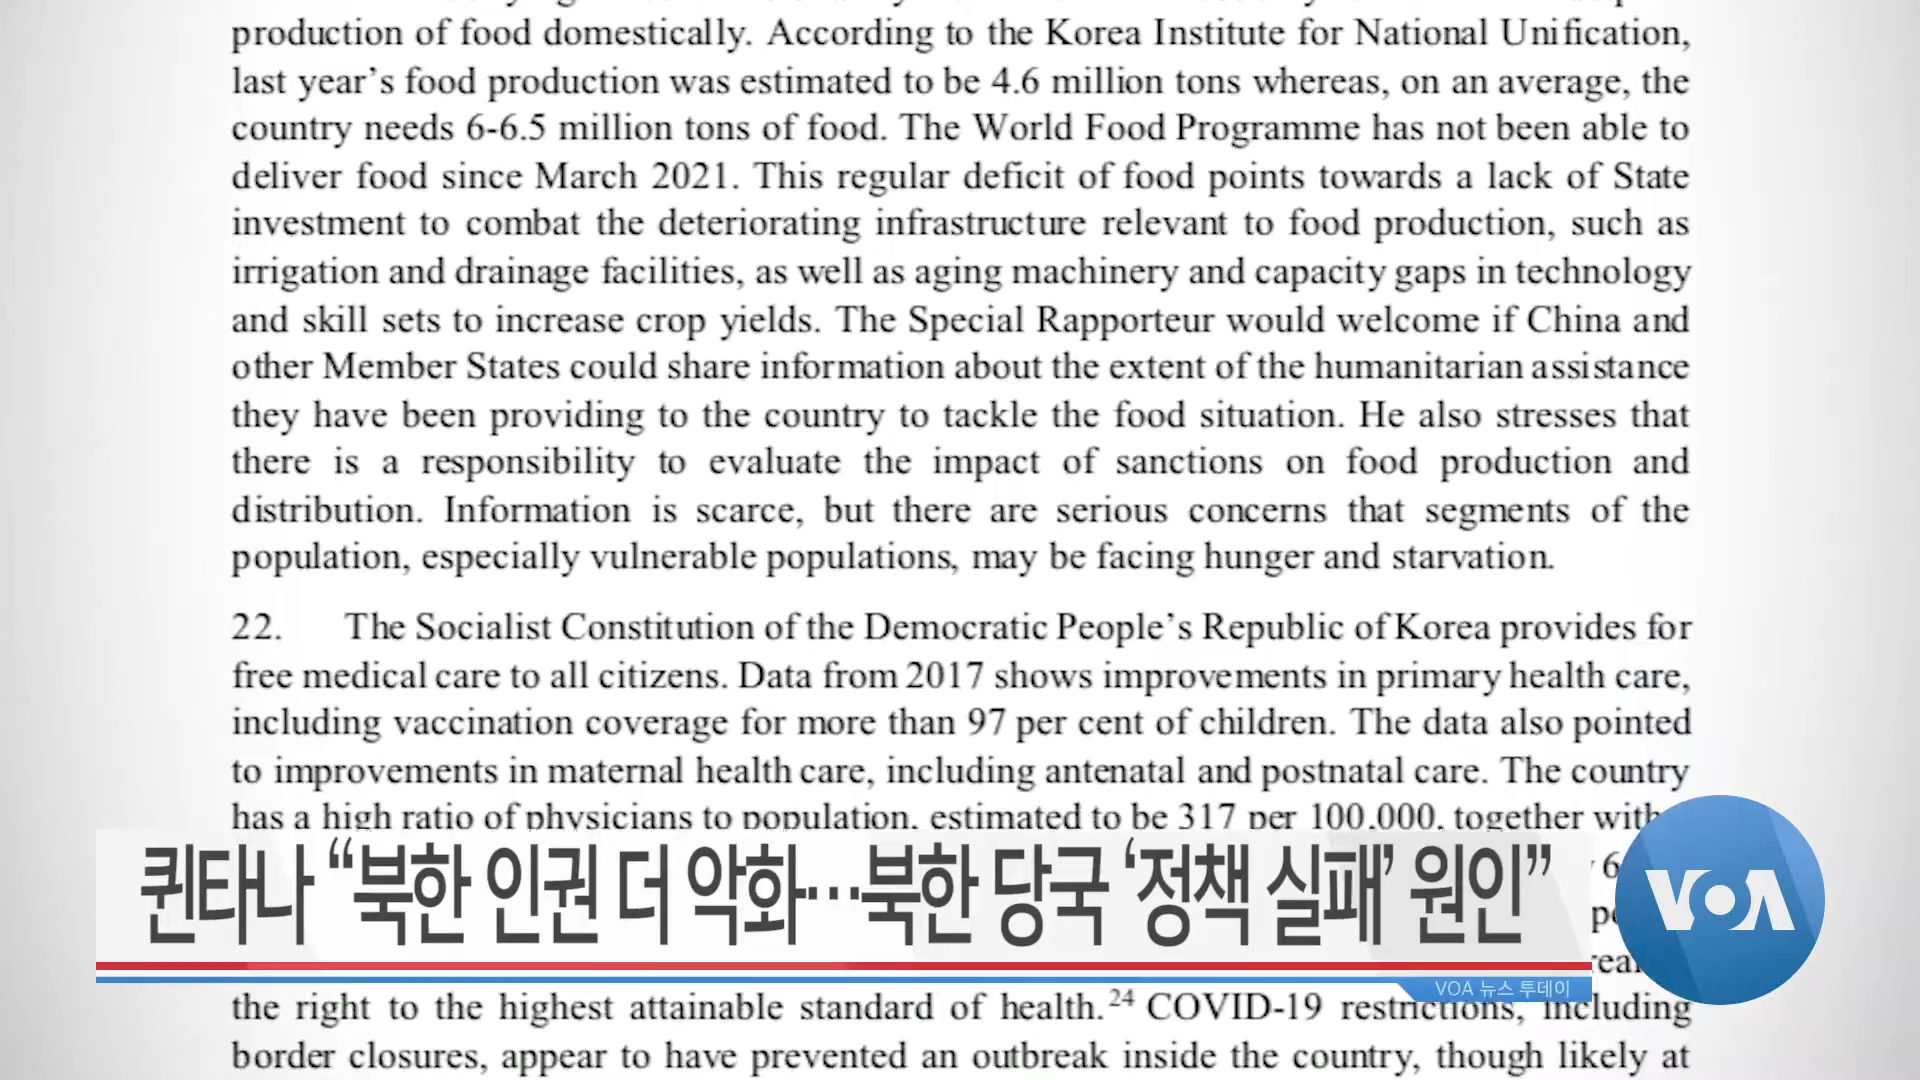 production of food domestically. According to the Korea Institute for National Unification,
last year’s food production was estimated to be 4.6 million tons whereas, on an average, the
country needs 6-6.5 million tons of food. The World Food Programme has not been able to
deliver food since March 2021. This regular deficit of food points towards a lack of State
investment to combat the deteriorating infrastructure relevant to food production, such as
irrigation and drainage facilities, as well as aging machinery and capacity gaps in technology
and skill sets to increase crop yields. The Special Rapporteur would welcome if China and
other Member States could share information about the extent of the humanitarian assistance
they have been providing to the country to tackle the food situation. He also stresses that
there is a responsibility to evaluate the impact of sanctions on food production and
distribution. Information is scarce, but there are serious concerns that segments of the
population, especially vulnerable populations, may be facing hunger and starvation.
22. The Socialist Constitution of the Democratic People’s Republic of Korea provides for
free medical care to all citizens. Data from 2017 shows improvements in primary health care,
including vaccination coverage for more than 97 per cent of children. The data also pointed
to improvements in maternal health care, including antenatal and postnatal care. The country
has a high ratio of physicians to population, estimated to be 317 per 100,000, together with
퀸타나 “북한 인권 더 악화…북한 당국 ‘정책 실패’ 원인”
VOA
VOA 뉴스 투데이
the right to the highest attainable standard of health.24 COVID-19 restrictions, including
border closures, appear to have prevented an outbreak inside the country, though likely at